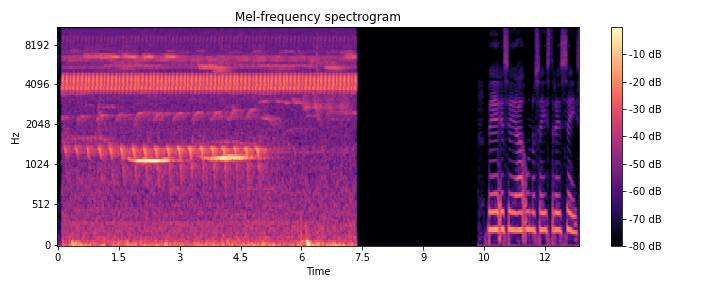 Mel-frequency spectrogram
8192
4096
2048
1024
512
0
Hz
0 1.5 3 4.5 6 7.5 9 10 12
Time
-10 dB
-20 dB
-30 dB
-40 dB
-50 dB
-60 dB
-70 dB
-80 dB